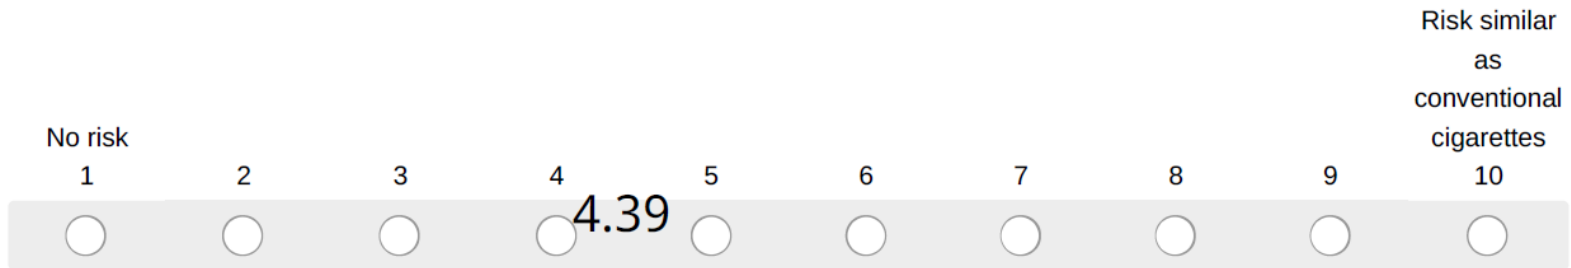 Risk similar
as
conventional
No risk cigarettes
1 2 3 4 5 6 7 8 9 10
4.39